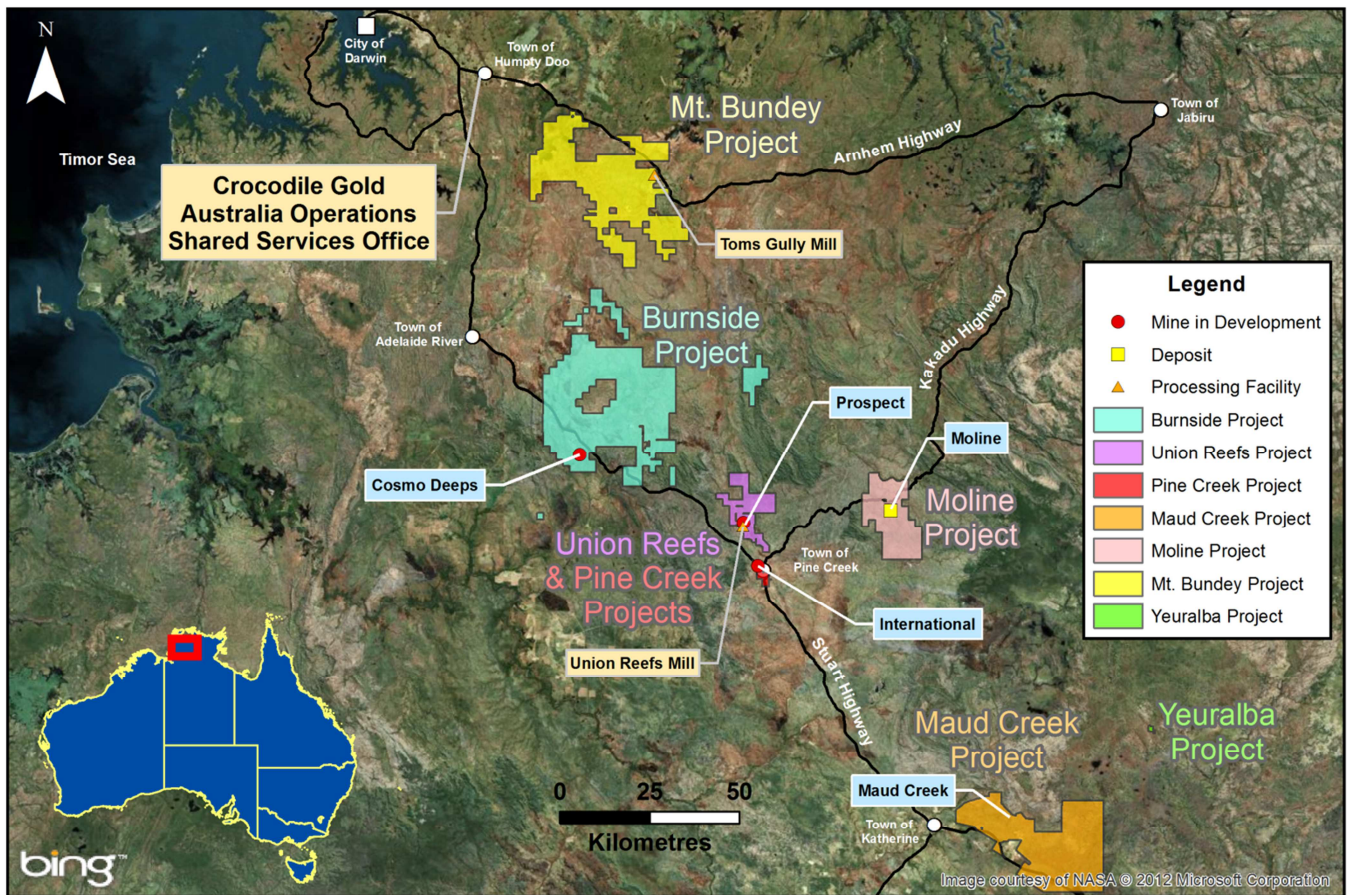 N
City of
Darwin
Town of
Humpty Doo
Mt. Bundey
Project
Town of
Jabiru
Arnhem Highway
Timor Sea
Crocodile Gold
Australia Operations
Shared Services Office
Toms Gully Mill
Legend
Mine in Development
Deposit
Processing Facility
Burnside Project
Union Reefs Project
Pine Creek Project
Maud Creek Project
Moline Project
Mt. Bundey Project
Yeuralba Project
Town of
Adelaide River
Burnside
Project
Kakadu Highway
Prospect
Moline
Cosmo Deeps
Moline
Project
Union Reefs
& Pine Creek
Projects
Town of
Pine Creek
International
Union Reefs Mill
Stuart Highway
Maud Creek
Project
Yeuralba
Project
Maud Creek
0 25 50
Kilometres
Town of
Katherine
bing™
Image courtesy of NASA © 2012 Microsoft Corporation